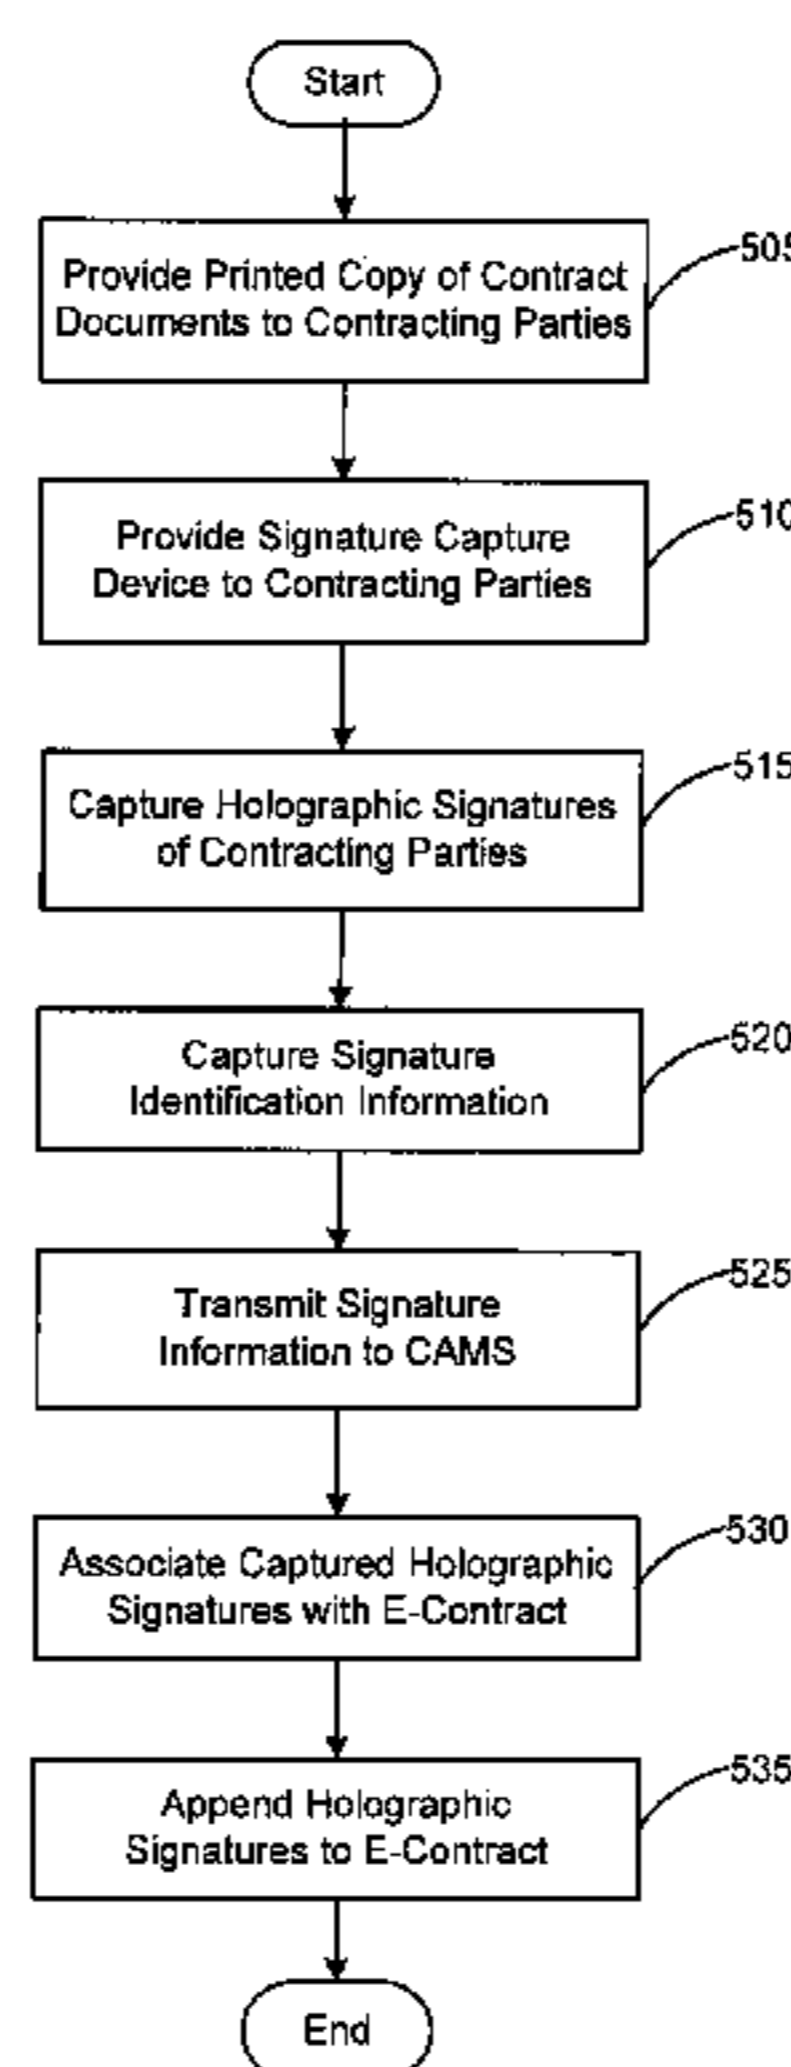 Start
Provide Printed Copy of Contract
Documents to Contracting Parties
505
Provide Signature Capture
Device to Contracting Parties
510
Capture Holographic Signatures
of Contracting Parties
515
Capture Signature
Identification Information
520
Transmit Signature
Information to CAMS
525
Associate Captured Holographic
Signatures with E-Contract
530
Append Holographic
Signatures to E-Contract
535
End